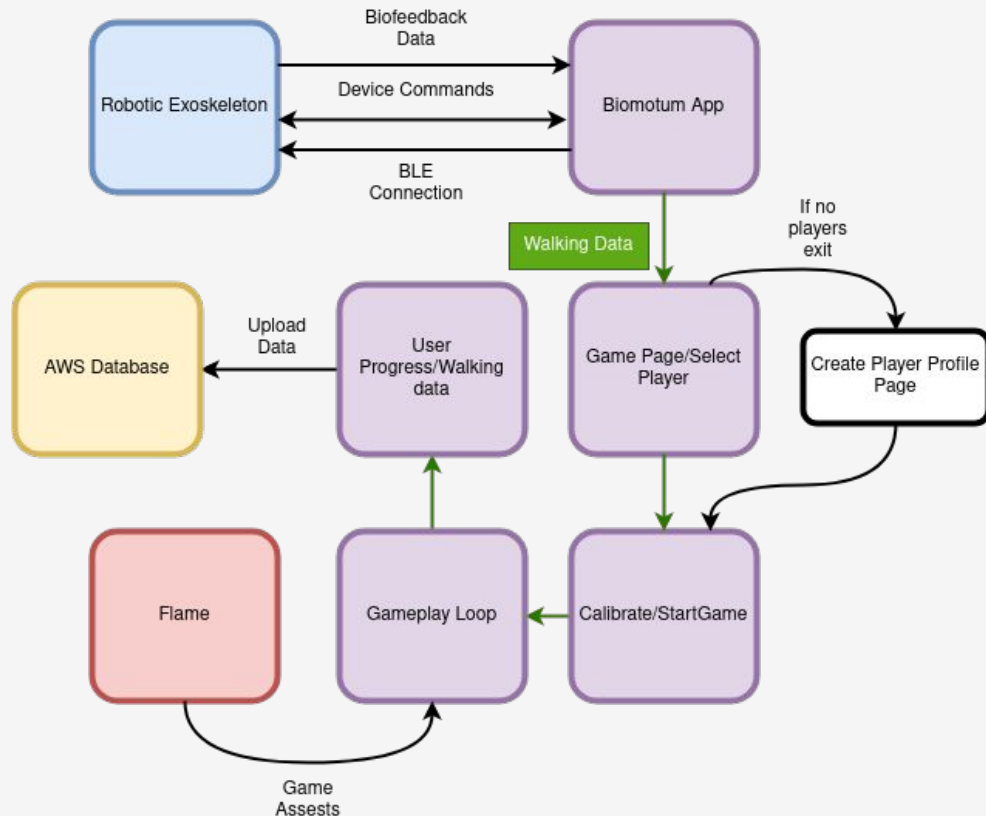 Biofeedback
Data
Robotic Exoskeleton
Device Commands
Biomotum App
BLE
Connection
If no
players
exit
Walking Data
Upload
Data
AWS Database
User
Progress/Walking
data
Game Page/Select
Player
Create Player Profile
Page
Flame
Gameplay Loop
Calibrate/StartGame
Game
Assests